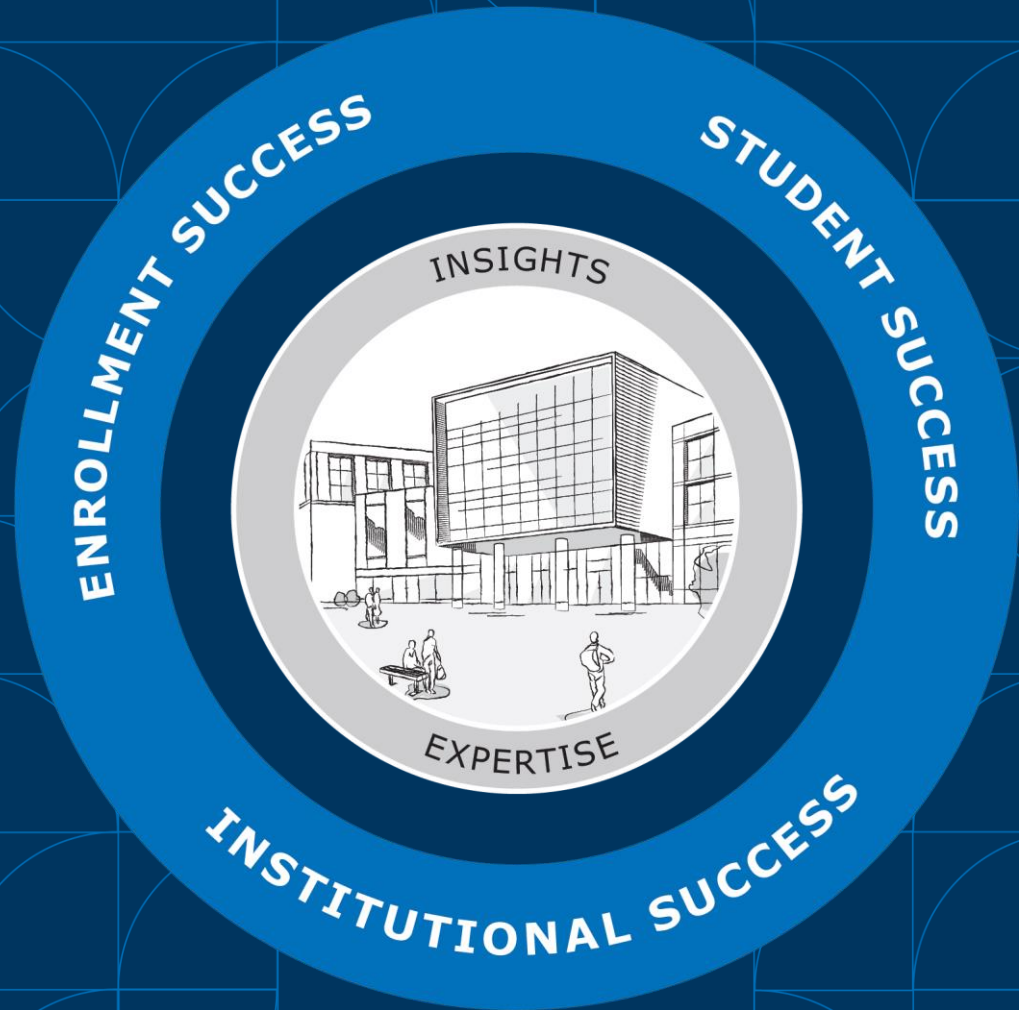 ENROLLMENT SUCCESS
STUDENT SUCCESS
INSIGHTS
EXPERTISE
INSTITUTIONAL SUCCESS